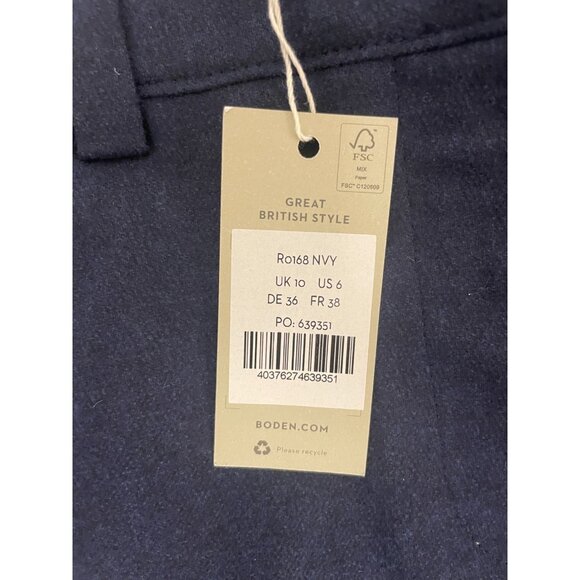 FSC
MIX
Paper
FSC® C120609
GREAT
BRITISH STYLE
R0168 NVY
UK 10 US 6
DE 36 FR 38
PO: 639351
40376274639351
BODEN.COM
Please recycle